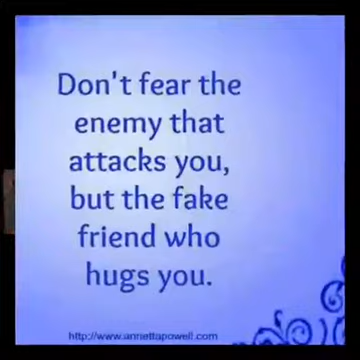 Don't fear the
enemy that
attacks you,
but the fake
friend who
hugs you.
http://www.annettapowell.com